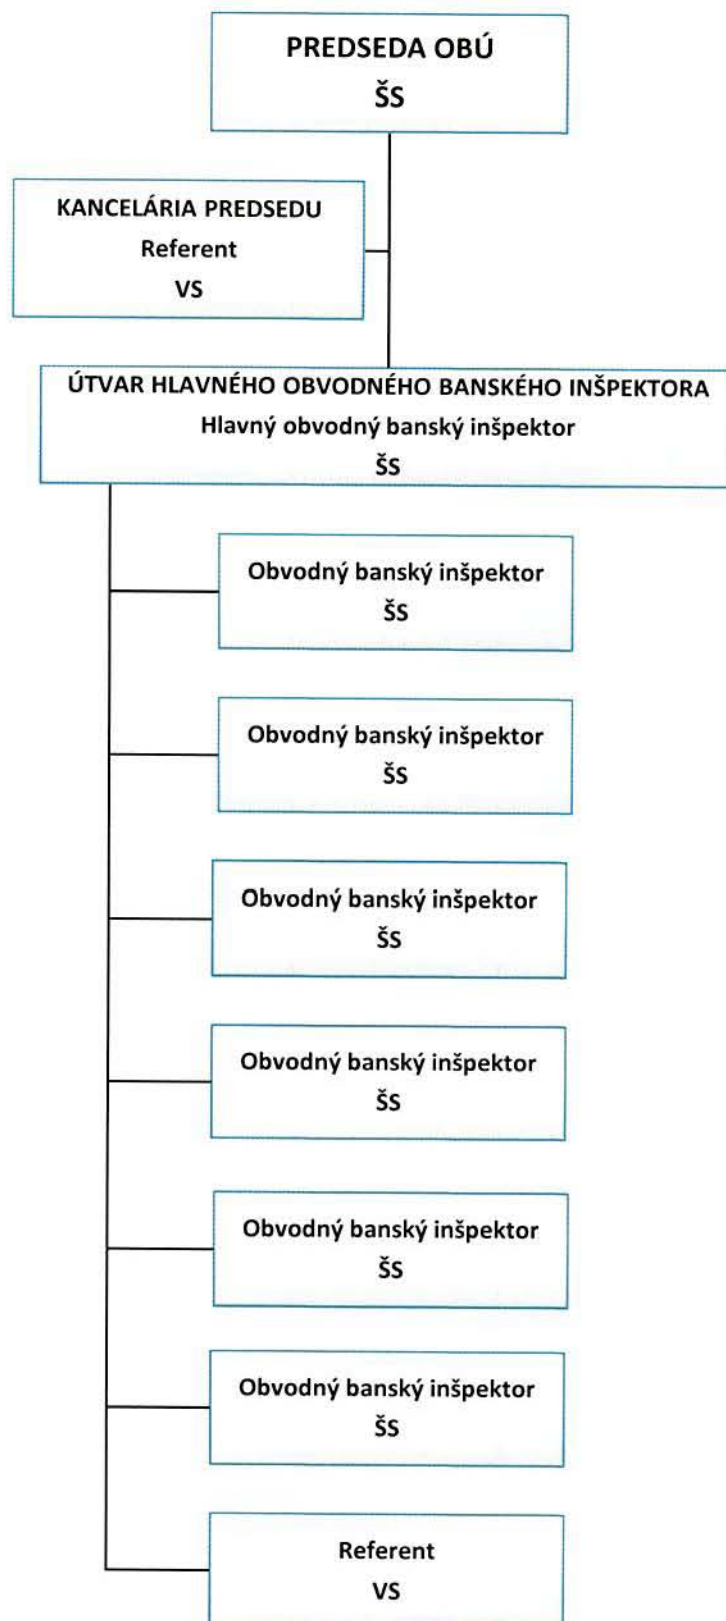 PREDSEDA OBÚ
ŠS
KANCELÁRIA PREDSEDU
Referent
VS
ÚTVAR HLAVNÉHO OBVODNÉHO BANSKÉHO INŠPEKTORA
Hlavný obvodný banský inšpektor
ŠS
Obvodný banský inšpektor
ŠS
Obvodný banský inšpektor
ŠS
Obvodný banský inšpektor
ŠS
Obvodný banský inšpektor
ŠS
Obvodný banský inšpektor
ŠS
Obvodný banský inšpektor
ŠS
Referent
VS